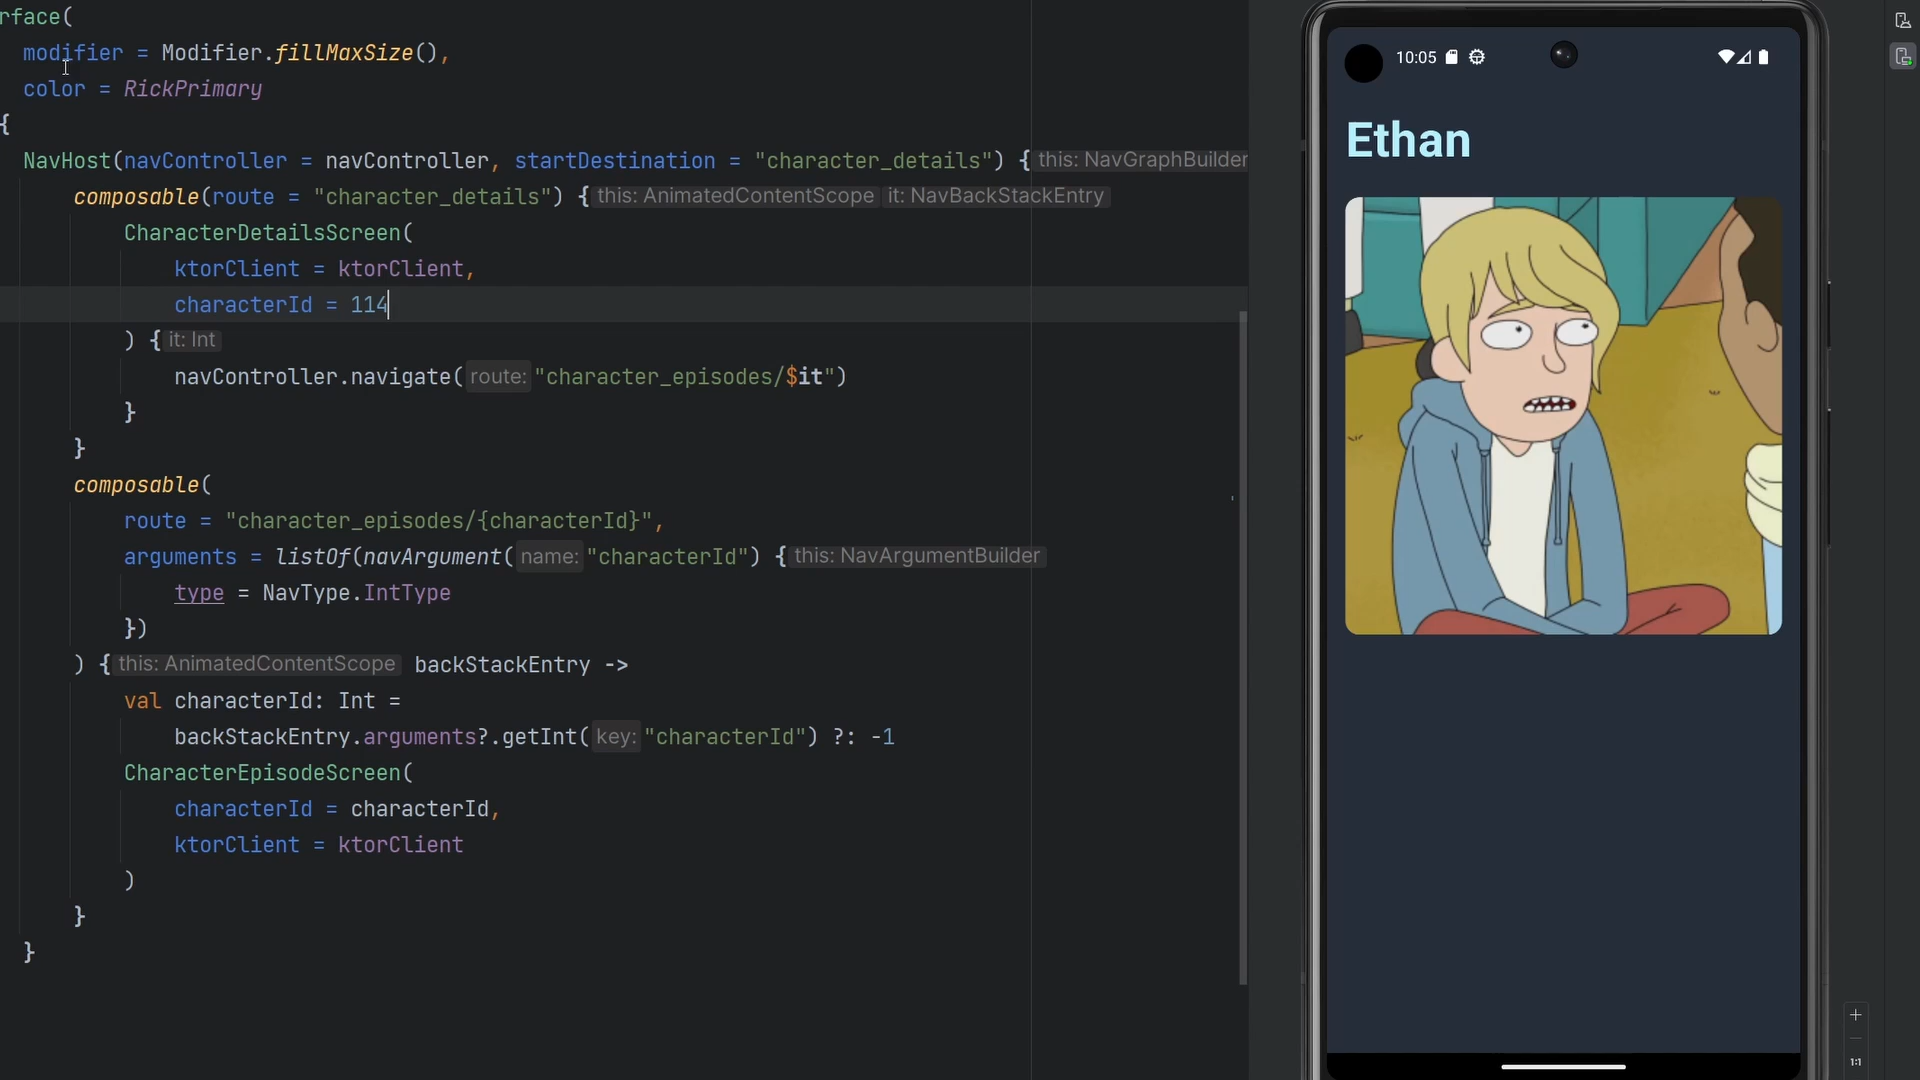 rface(
modifier = Modifier.fillMaxSize(),
color = RickPrimary
{
NavHost(navController = navController, startDestination = "character_details") { this: NavGraphBuilder
composable(route = "character_details") { this: AnimatedContentScope it: NavBackStackEntry
CharacterDetailsScreen(
ktorClient = ktorClient,
characterId = 114
) { it: Int
navController.navigate( route: "character_episodes/$it")
}
}
composable(
route = "character_episodes/{characterId}",
arguments = listOf(navArgument( name: "characterId") { this: NavArgumentBuilder
type = NavType.IntType
})
) { this: AnimatedContentScope backStackEntry ->
val characterId: Int =
backStackEntry.arguments?.getInt( key: "characterId") ?: -1
CharacterEpisodeScreen(
characterId = characterId,
ktorClient = ktorClient
)
}
}
10:05
Ethan
1:1